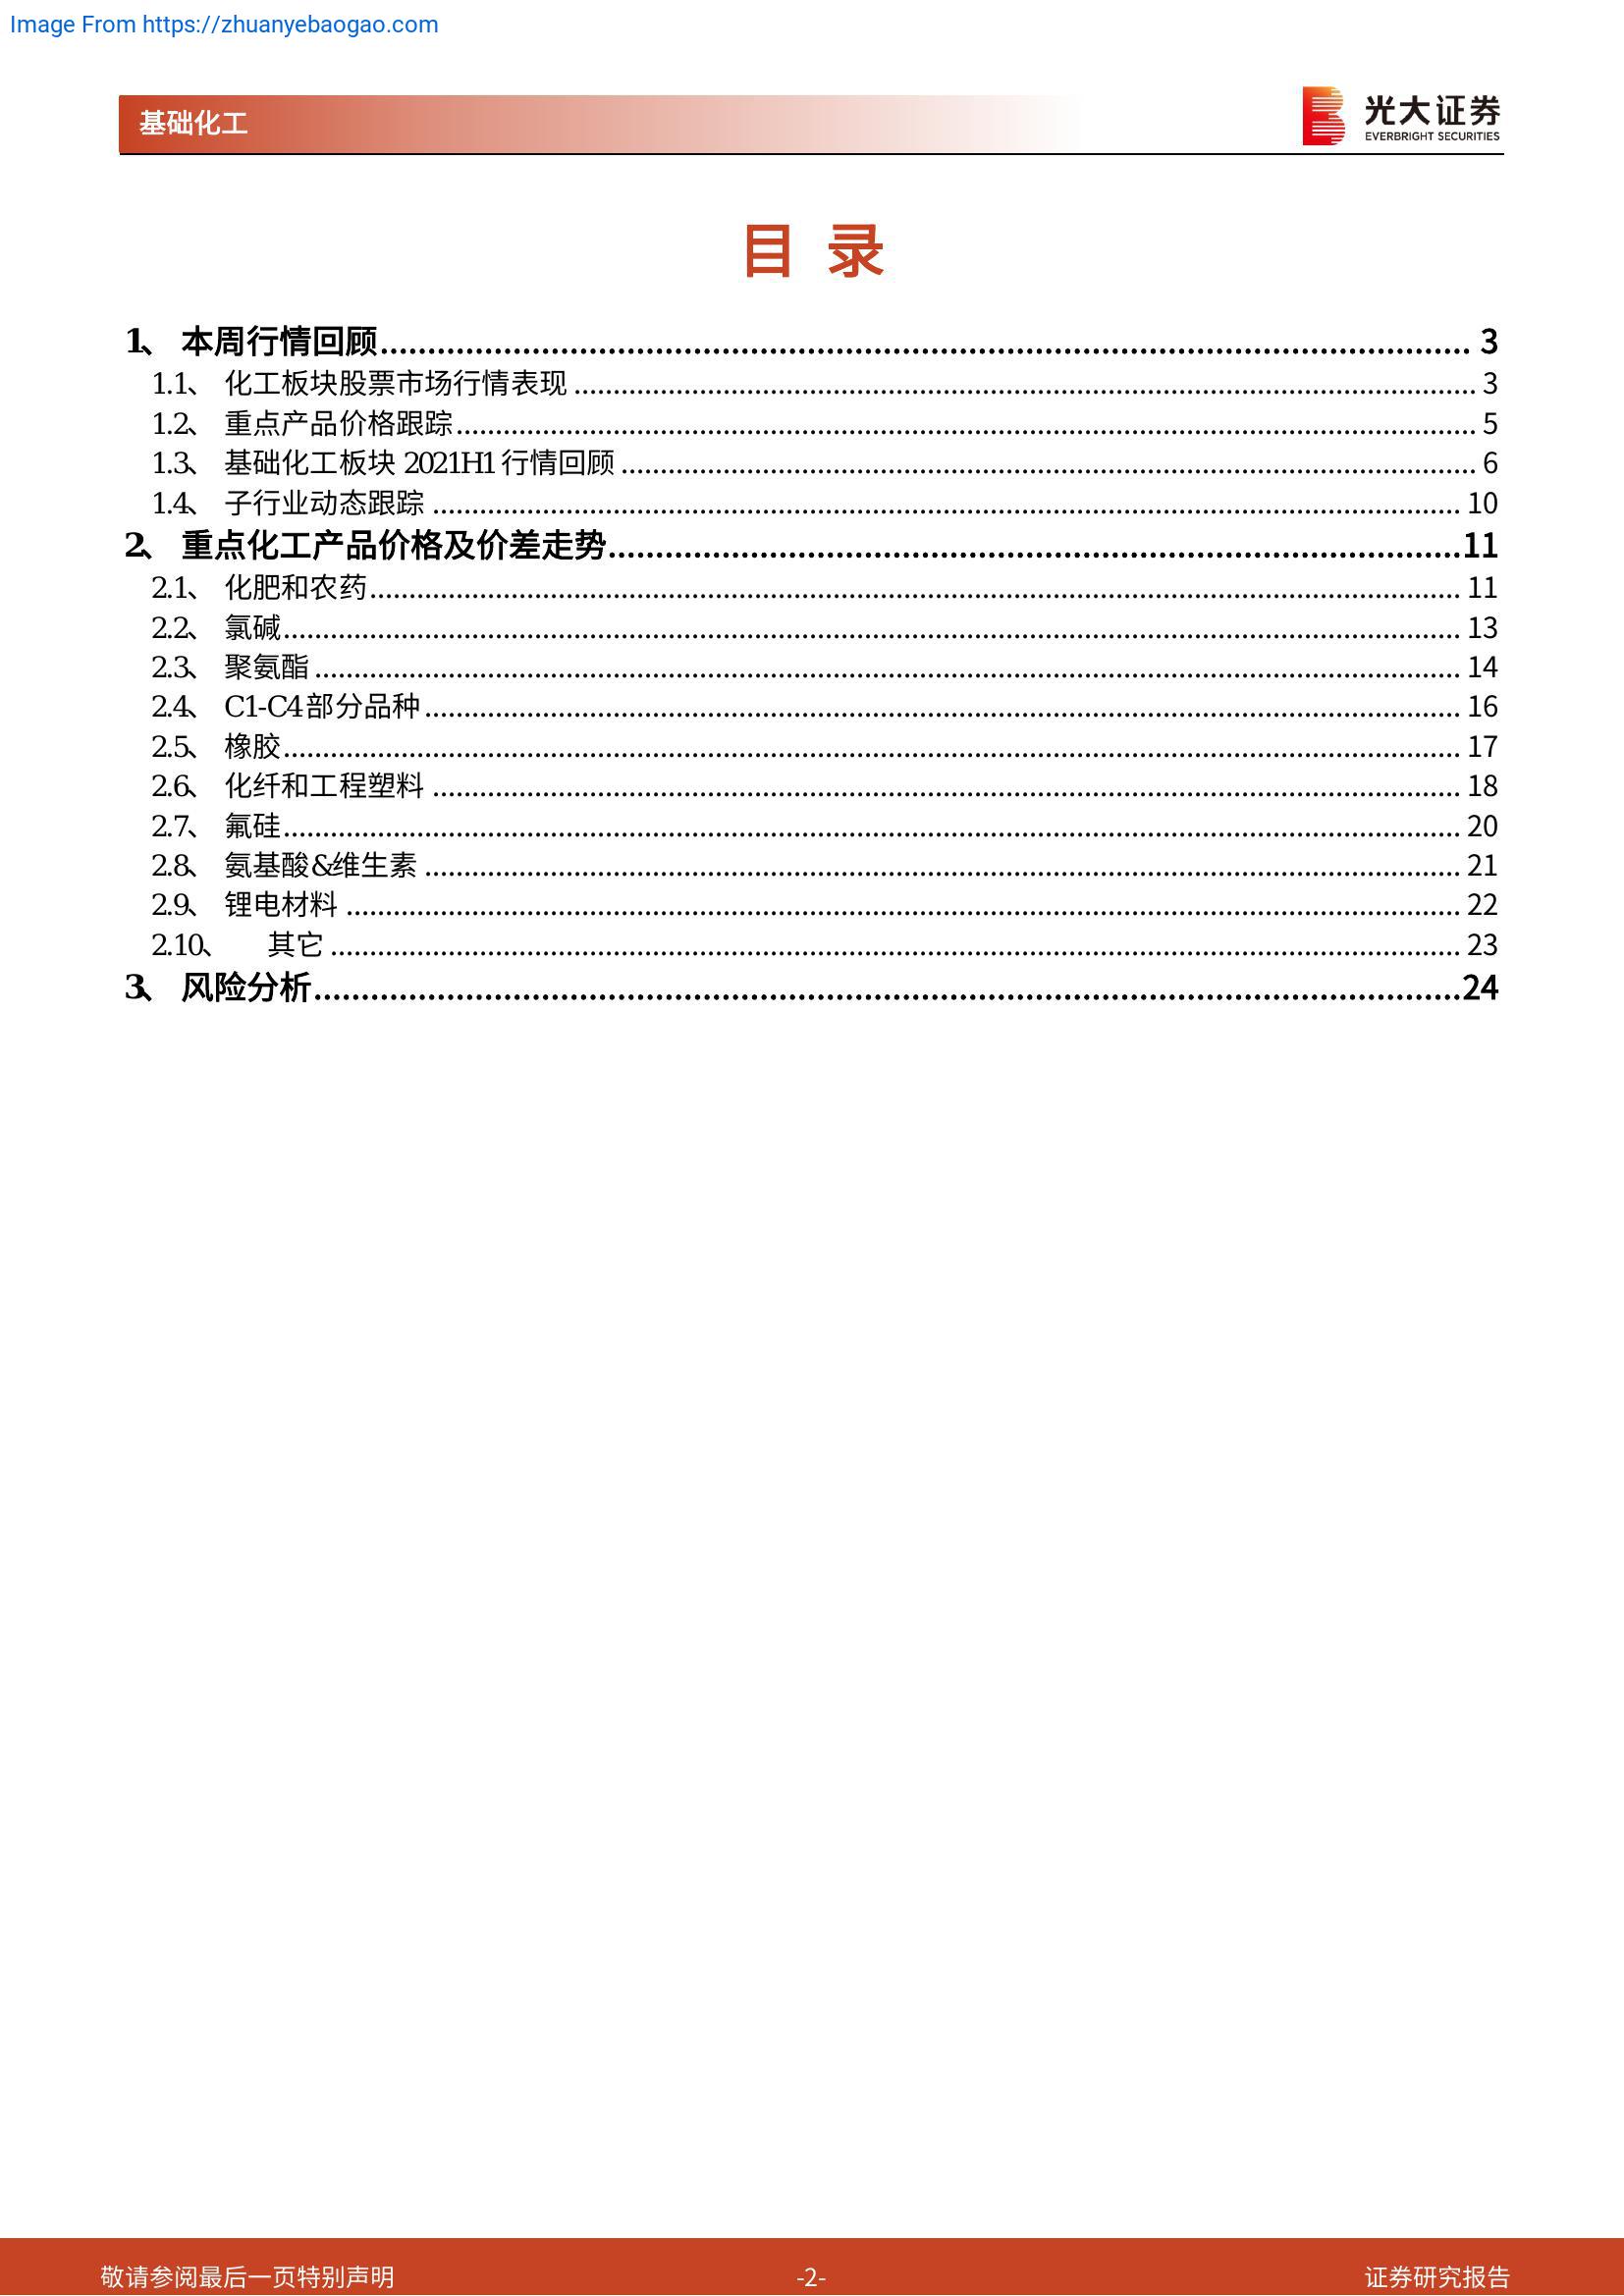 Image From https://zhuanyebaogao.com
基础化工
光大证券
EVERBRIGHT SECURITIES
目 录
1、 本周行情回顾 3
1.1、 化工板块股票市场行情表现 3
1.2、 重点产品价格跟踪 5
1.3、 基础化工板块 2021H1 行情回顾 6
1.4、 子行业动态跟踪 10
2、 重点化工产品价格及价差走势 11
2.1、 化肥和农药 11
2.2、 氯碱 13
2.3、 聚氨酯 14
2.4、 C1-C4 部分品种 16
2.5、 橡胶 17
2.6、 化纤和工程塑料 18
2.7、 氟硅 20
2.8、 氨基酸&维生素 21
2.9、 锂电材料 22
2.10、 其它 23
3、 风险分析 24
敬请参阅最后一页特别声明 -2- 证券研究报告